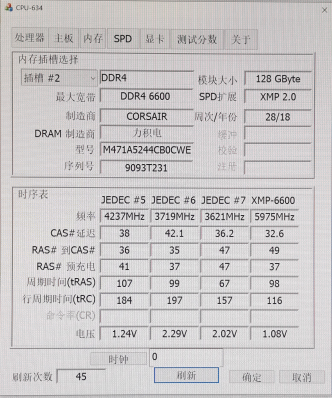 CPU-634
处理器 主板 内存 SPD 显卡 测试分数 关于
内存插槽选择
插槽 #2 DDR4 模块大小 128 GByte
最大宽带 DDR4 6600 SPD扩展 XMP 2.0
制造商 CORSAIR 周次/年份 28/18
DRAM 制造商 力积电 缓冲
型号 M471A5244CB0CWE 校验
序列号 9093T231 注册
时序表
JEDEC #5 JEDEC #6 JEDEC #7 XMP-6600
频率 4237MHz 3719MHz 3621MHz 5975MHz
CAS#延迟 38 42.1 36.2 32.6
RAS# 到CAS# 36 35 47 49
RAS# 预充电 41 37 47 37
周期时间(tRAS) 107 99 67 98
行周期时间(tRC) 184 197 157 116
命令率(CR)
电压 1.24V 2.29V 2.02V 1.08V
时钟 0
刷新次数 45 刷新 确定 取消